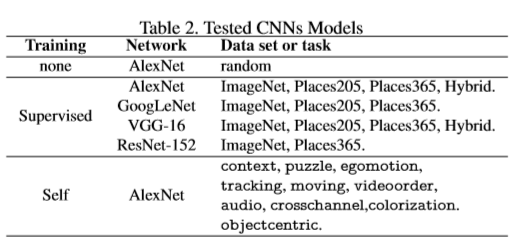 Table 2. Tested CNNs Models
Training Network Data set or task
none AlexNet random
AlexNet ImageNet, Places205, Places365, Hybrid.
Supervised GoogLeNet ImageNet, Places205, Places365.
VGG-16 ImageNet, Places205, Places365, Hybrid.
ResNet-152 ImageNet, Places365.
context, puzzle, egomotion,
Self AlexNet tracking, moving, videoorder,
audio, crosschannel,colorization.
objectcentric.